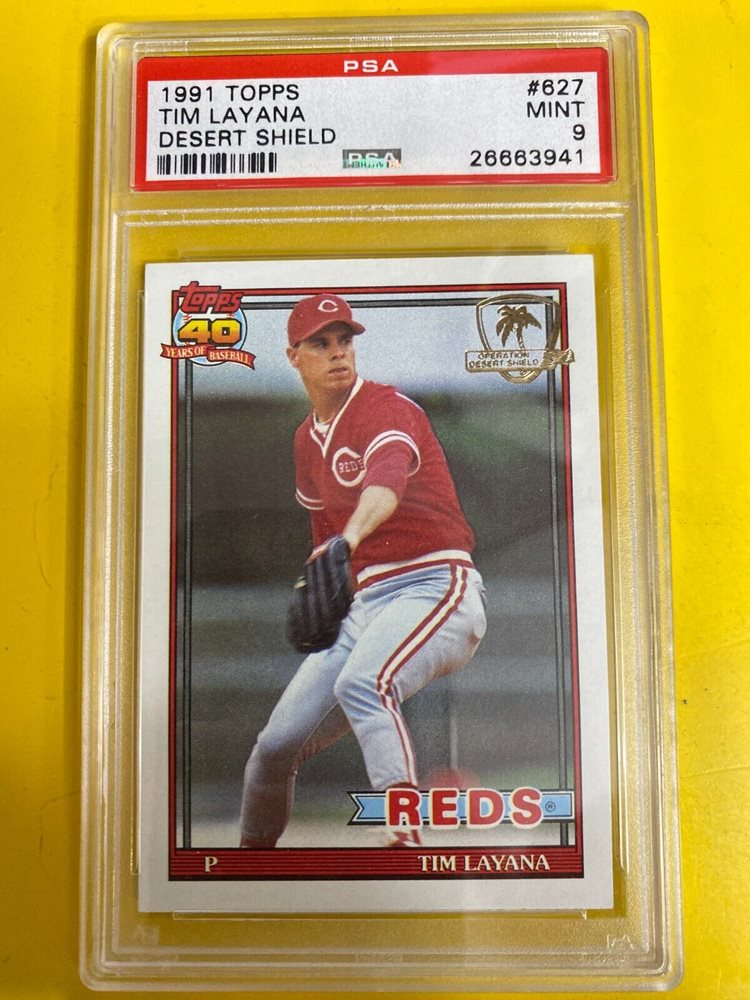 PSA
1991 TOPPS #627
TIM LAYANA MINT
DESERT SHIELD 9
PSA 26663941
Topps
40
YEARS OF BASEBALL
OPERATION
DESERT SHIELD
C
REDS
REDS®
P TIM LAYANA